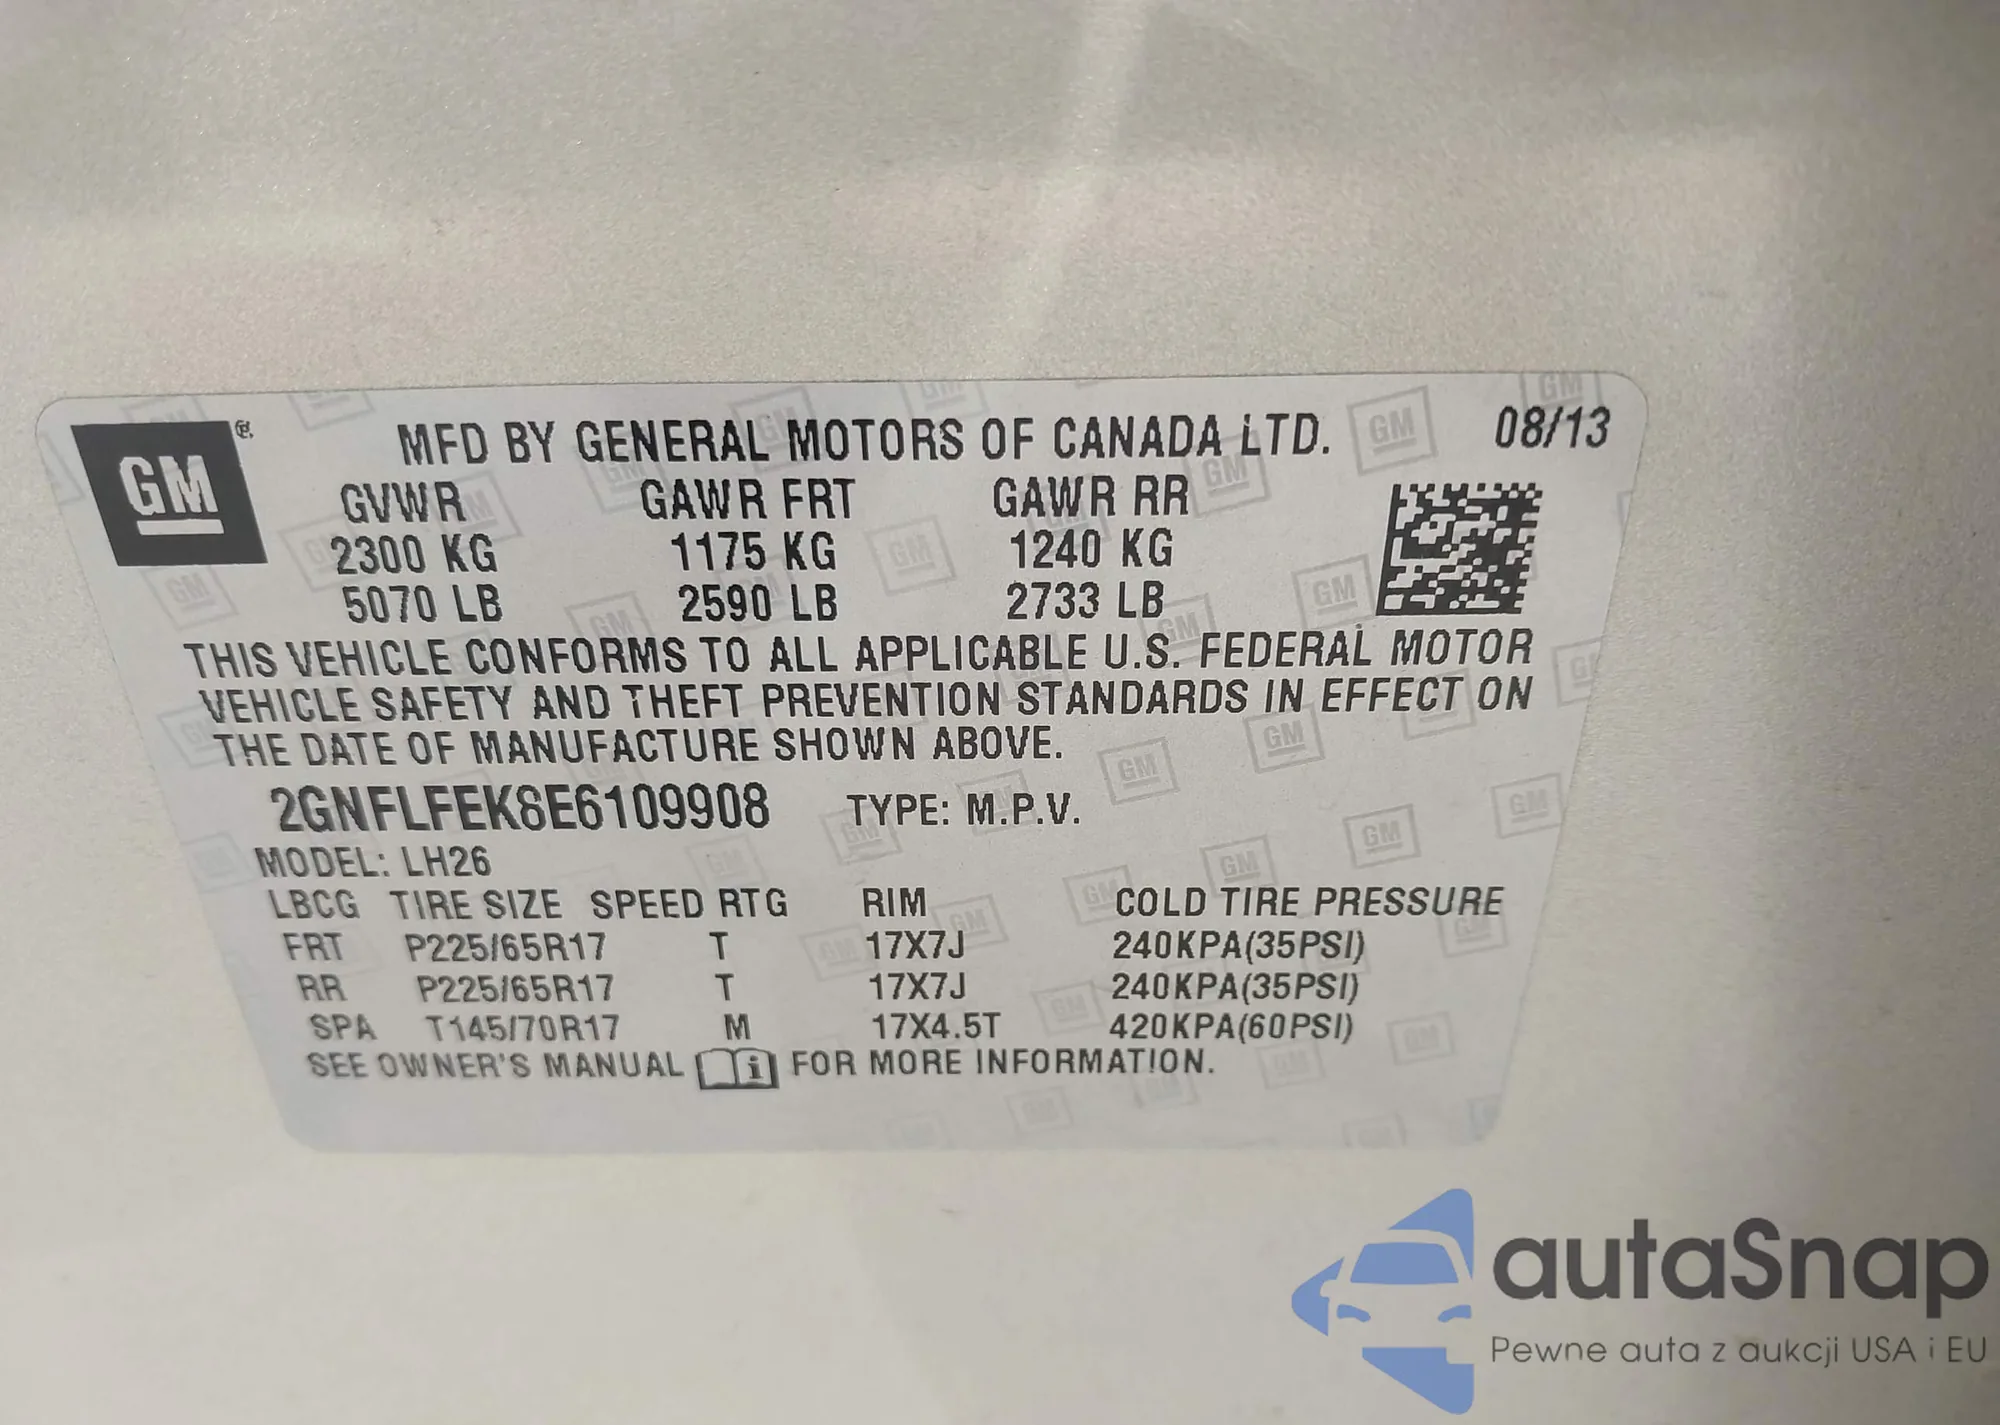 GM
MFD BY GENERAL MOTORS OF CANADA LTD. 08/13
GVWR GAWR FRT GAWR RR
2300 KG 1175 KG 1240 KG
5070 LB 2590 LB 2733 LB
THIS VEHICLE CONFORMS TO ALL APPLICABLE U.S. FEDERAL MOTOR
VEHICLE SAFETY AND THEFT PREVENTION STANDARDS IN EFFECT ON
THE DATE OF MANUFACTURE SHOWN ABOVE.
2GNFLFEK8E6109908 TYPE: M.P.V.
MODEL: LH26
LBCG TIRE SIZE SPEED RTG RIM COLD TIRE PRESSURE
FRT P225/65R17 T 17X7J 240KPA(35PSI)
RR P225/65R17 T 17X7J 240KPA(35PSI)
SPA T145/70R17 M 17X4.5T 420KPA(60PSI)
SEE OWNER'S MANUAL i FOR MORE INFORMATION.
autaSnap
Pewne auta z aukcji USA i EU